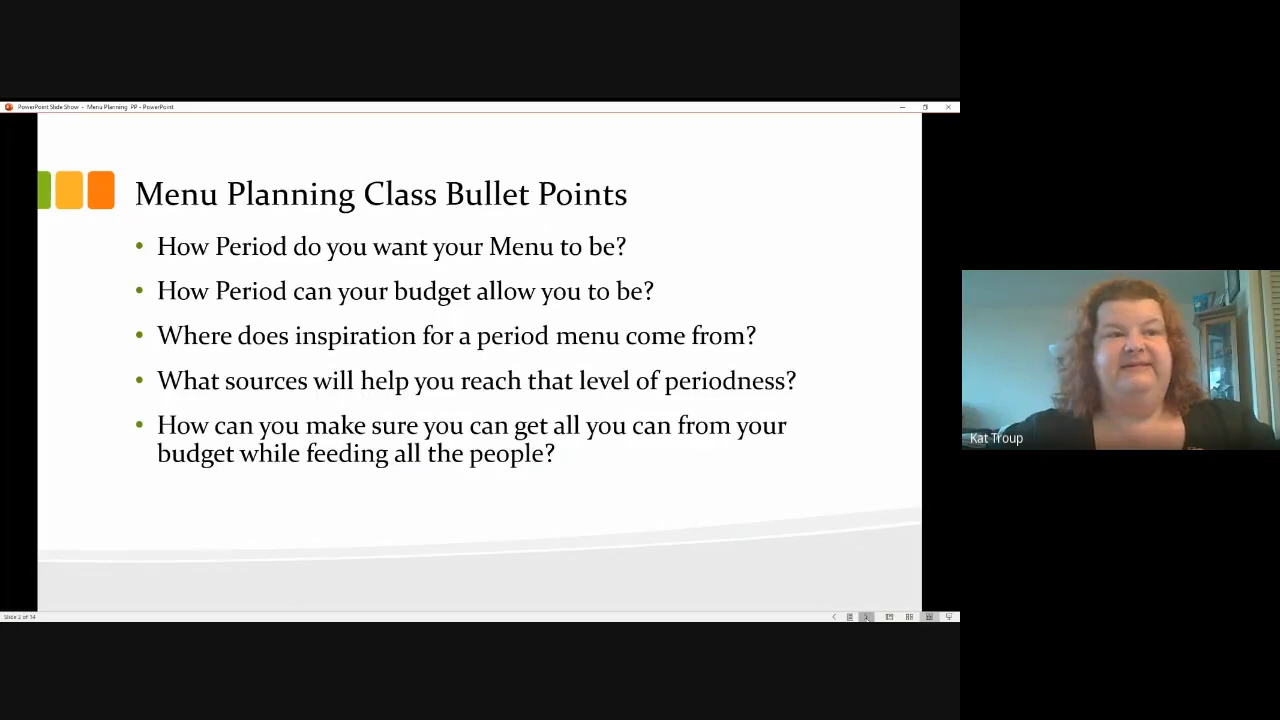 PowerPoint Slide Show - Menu Planning PP - PowerPoint
Menu Planning Class Bullet Points
• How Period do you want your Menu to be?
• How Period can your budget allow you to be?
• Where does inspiration for a period menu come from?
• What sources will help you reach that level of periodness?
• How can you make sure you can get all you can from your
budget while feeding all the people?
Kat Troup
Slide 2 of 14